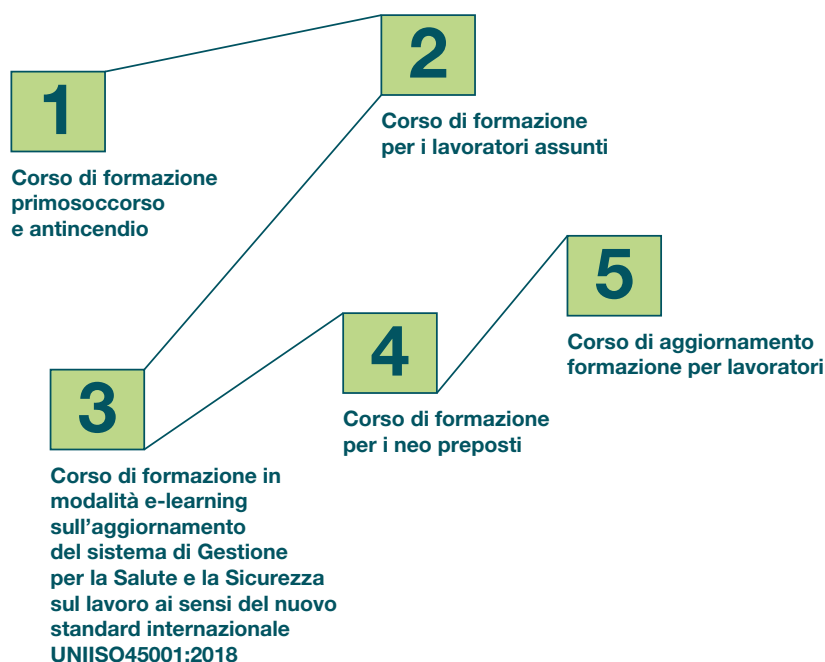 1
Corso di formazione
primosoccorso
e antincendio
2
Corso di formazione
per i lavoratori assunti
3
Corso di formazione in
modalità e-learning
sull’aggiornamento
del sistema di Gestione
per la Salute e la Sicurezza
sul lavoro ai sensi del nuovo
standard internazionale
UNIISO45001:2018
4
Corso di formazione
per i neo preposti
5
Corso di aggiornamento
formazione per lavoratori